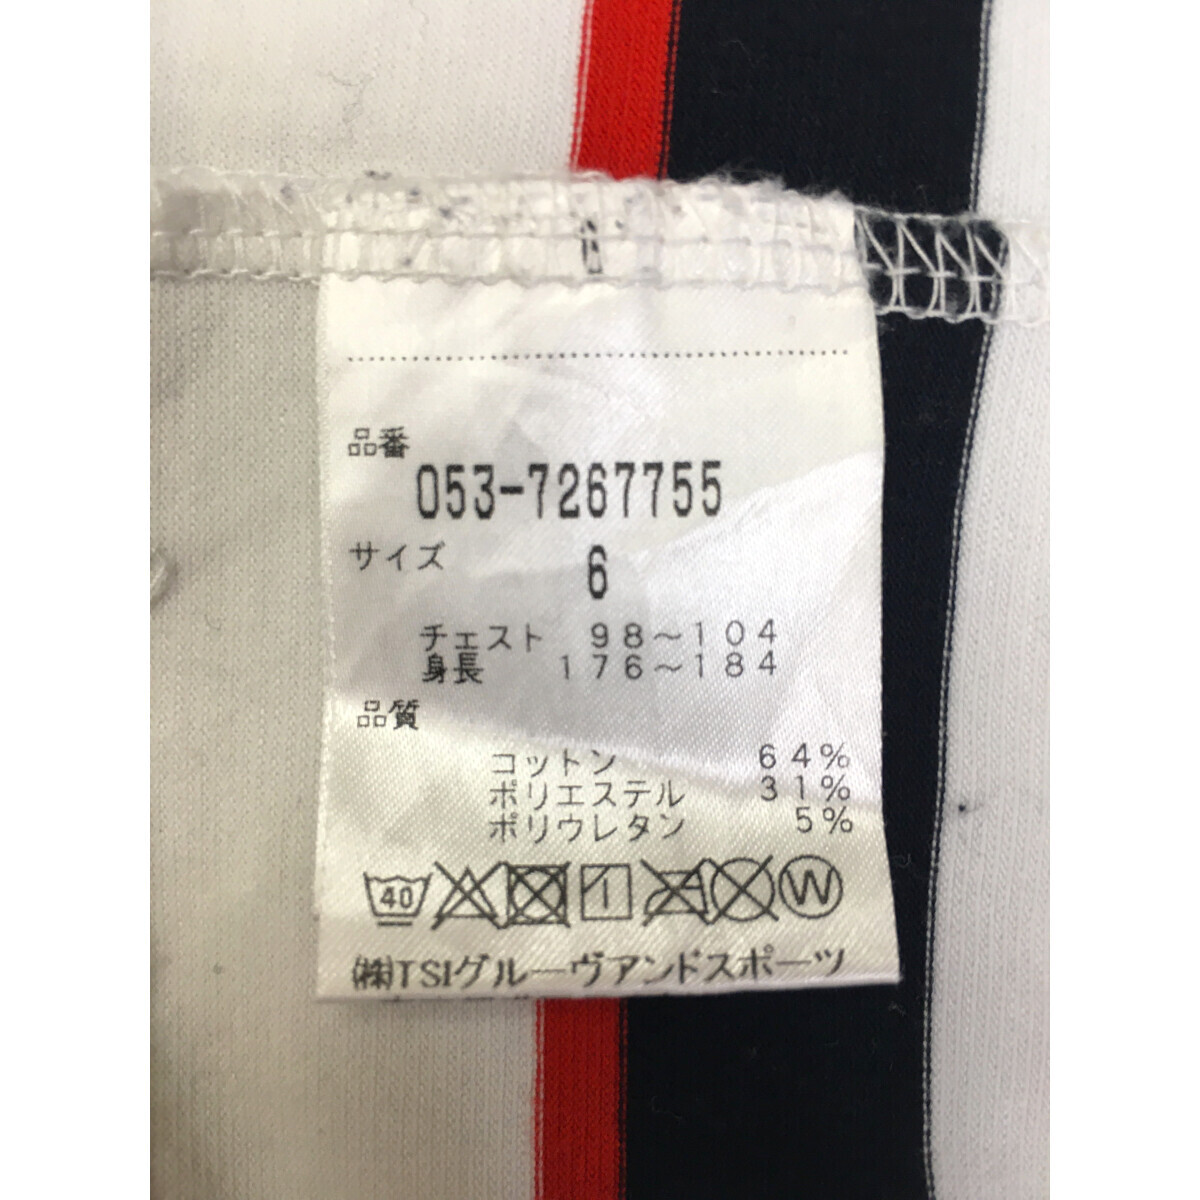 品番
053-7267755
サイズ 6
チェスト 98～104
身長 176～184
品質
コットン 64%
ポリエステル 31%
ポリウレタン 5%
40 W
㈱TSIグルーヴアンドスポーツ